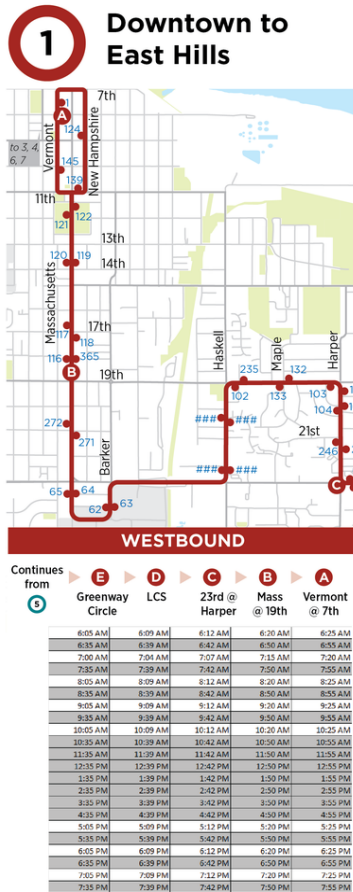 1
Downtown to
East Hills
7th
1
A
124
Vermont
New Hampshire
to 3, 4,
6, 7
145
139
11th
122
121
13th
120
119
14th
Massachusetts
17th
117
118
116
365
B
19th
Haskell
Maple
Harper
235
132
102
133
103
104
21st
246
C
272
271
Barker
###
###
###
###
65
64
62
63
WESTBOUND
Continues
from
5
E
D
C
B
A
Greenway
Circle
LCS
23rd @
Harper
Mass
@ 19th
Vermont
@ 7th
6:05 AM 6:09 AM 6:12 AM 6:20 AM 6:25 AM
6:35 AM 6:39 AM 6:42 AM 6:50 AM 6:55 AM
7:00 AM 7:04 AM 7:07 AM 7:15 AM 7:20 AM
7:35 AM 7:39 AM 7:42 AM 7:50 AM 7:55 AM
8:05 AM 8:09 AM 8:12 AM 8:20 AM 8:25 AM
8:35 AM 8:39 AM 8:42 AM 8:50 AM 8:55 AM
9:05 AM 9:09 AM 9:12 AM 9:20 AM 9:25 AM
9:35 AM 9:39 AM 9:42 AM 9:50 AM 9:55 AM
10:05 AM 10:09 AM 10:12 AM 10:20 AM 10:25 AM
10:35 AM 10:39 AM 10:42 AM 10:50 AM 10:55 AM
11:35 AM 11:39 AM 11:42 AM 11:50 AM 11:55 AM
12:35 PM 12:39 PM 12:42 PM 12:50 PM 12:55 PM
1:35 PM 1:39 PM 1:42 PM 1:50 PM 1:55 PM
2:35 PM 2:39 PM 2:42 PM 2:50 PM 2:55 PM
3:35 PM 3:39 PM 3:42 PM 3:50 PM 3:55 PM
4:35 PM 4:39 PM 4:42 PM 4:50 PM 4:55 PM
5:05 PM 5:09 PM 5:12 PM 5:20 PM 5:25 PM
5:35 PM 5:39 PM 5:42 PM 5:50 PM 5:55 PM
6:05 PM 6:09 PM 6:12 PM 6:20 PM 6:25 PM
6:35 PM 6:39 PM 6:42 PM 6:50 PM 6:55 PM
7:05 PM 7:09 PM 7:12 PM 7:20 PM 7:25 PM
7:35 PM 7:39 PM 7:42 PM 7:50 PM 7:55 PM